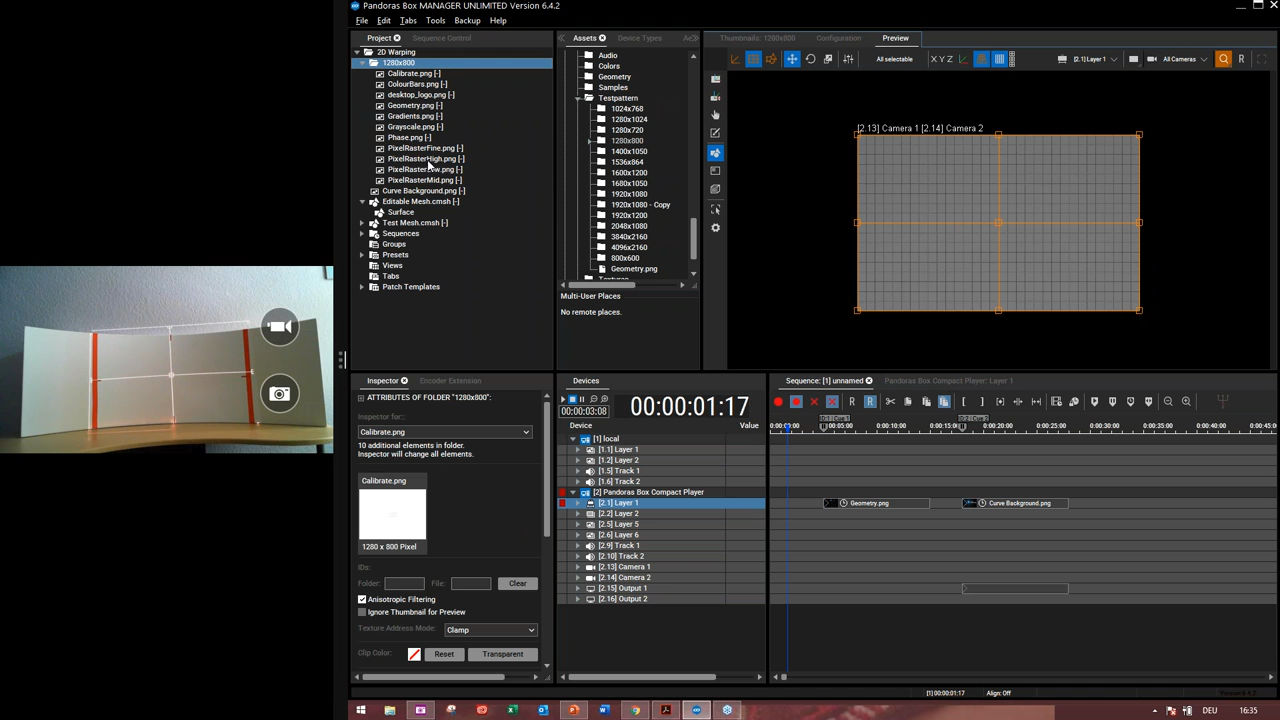 Pandoras Box MANAGER UNLIMITED Version 6.4.2
File Edit Tabs Tools Backup Help
Project Sequence Control
2D Warping
1280x800
Calibrate.png [-]
ColourBars.png [-]
desktop_logo.png [-]
Geometry.png [-]
Gradients.png [-]
Grayscale.png [-]
Phase.png [-]
PixelRasterFine.png [-]
PixelRasterHigh.png [-]
PixelRasterLow.png [-]
PixelRasterMid.png [-]
Curve Background.png [-]
Editable Mesh.cmsh [-]
Surface
Test Mesh.cmsh [-]
Sequences
Groups
Presets
Views
Tabs
Patch Templates
Assets Device Types
Audio
Colors
Geometry
Samples
Testpattern
1024x768
1280x1024
1280x720
1280x800
1400x1050
1536x864
1600x1200
1680x1050
1920x1080
1920x1080 - Copy
1920x1200
2048x1080
3840x2160
4096x2160
800x600
Geometry.png
Multi-User Places
No remote places.
Thumbnails: 1280x800 Configuration Preview
All selectable X Y Z [2.1] Layer 1 All Cameras R
[2.13] Camera 1 [2.14] Camera 2
Inspector Encoder Extension
ATTRIBUTES OF FOLDER "1280x800":
Inspector for::
Calibrate.png
10 additional elements in folder.
Inspector will change all elements.
Calibrate.png
1280 x 800 Pixel
IDs:
Folder: File: Clear
Anisotropic Filtering
Ignore Thumbnail for Preview
Texture Address Mode: Clamp
Clip Color: Reset Transparent
Devices
00:00:03:08 00:00:01:17
Device Value
[1] local
[1.1] Layer 1
[1.2] Layer 2
[1.5] Track 1
[1.6] Track 2
[2] Pandoras Box Compact Player
[2.1] Layer 1
[2.2] Layer 2
[2.5] Layer 5
[2.6] Layer 6
[2.9] Track 1
[2.10] Track 2
[2.13] Camera 1
[2.14] Camera 2
[2.15] Output 1
[2.16] Output 2
Sequence: [1] unnamed Pandoras Box Compact Player: Layer 1
R R
00:00:05:00 00:00:10:00 00:00:20:00 00:00:25:00 00:00:30:00 00:00:35:00 00:00:40:00 00:00:45:00
Geometry.png Curve Background.png
[1] 00:00:01:17 Align: Off Version 6.4.2
DEU 16:35